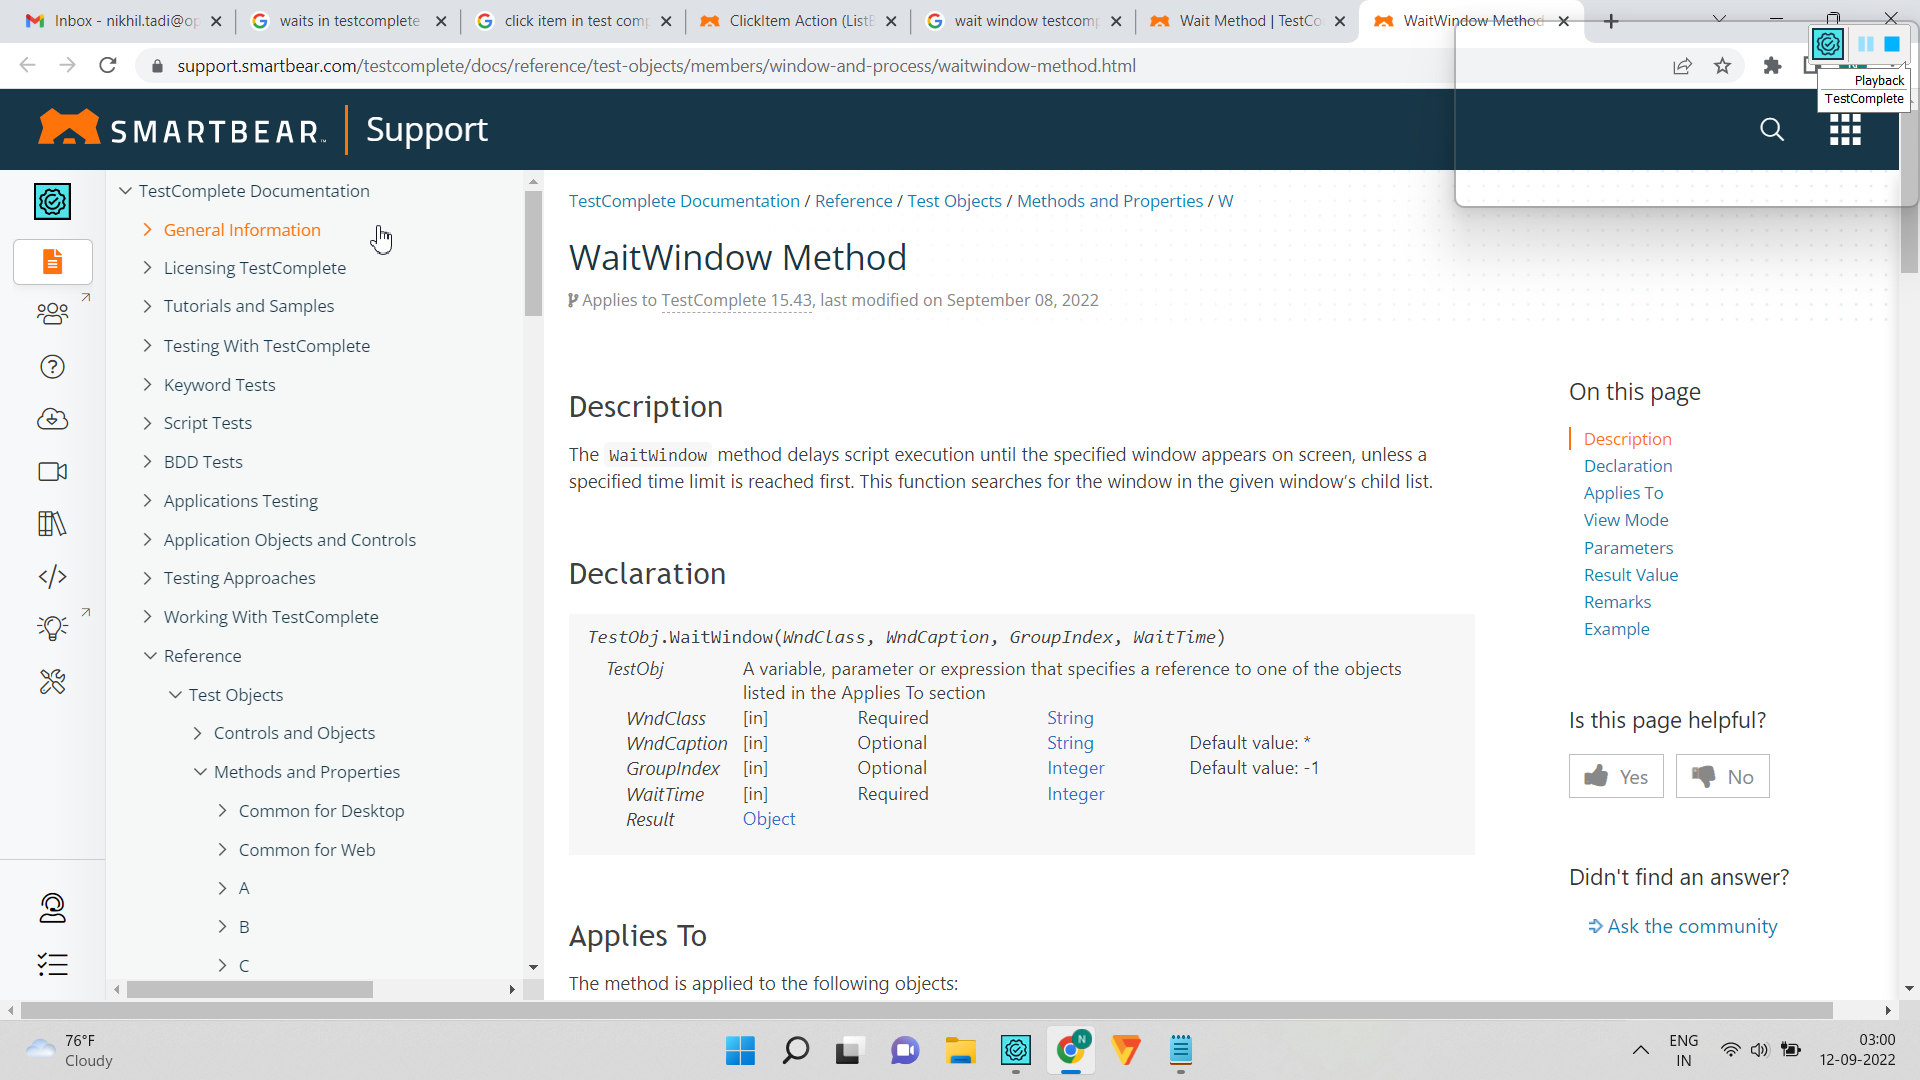 Inbox - nikhil.tadi@op
waits in testcomplete
click item in test comp
ClickItem Action (ListB
wait window testcomp
Wait Method | TestCo
WaitWindow Method
support.smartbear.com/testcomplete/docs/reference/test-objects/members/window-and-process/waitwindow-method.html
Playback
TestComplete
SMARTBEAR
Support
TestComplete Documentation
General Information
Licensing TestComplete
Tutorials and Samples
Testing With TestComplete
Keyword Tests
Script Tests
BDD Tests
Applications Testing
Application Objects and Controls
Testing Approaches
Working With TestComplete
Reference
Test Objects
Controls and Objects
Methods and Properties
Common for Desktop
Common for Web
A
B
C
TestComplete Documentation / Reference / Test Objects / Methods and Properties / W
WaitWindow Method
Applies to TestComplete 15.43, last modified on September 08, 2022
Description
The WaitWindow method delays script execution until the specified window appears on screen, unless a
specified time limit is reached first. This function searches for the window in the given window's child list.
Declaration
TestObj.WaitWindow(WndClass, WndCaption, GroupIndex, WaitTime)
TestObj A variable, parameter or expression that specifies a reference to one of the objects
listed in the Applies To section
WndClass [in] Required String
WndCaption [in] Optional String Default value: *
GroupIndex [in] Optional Integer Default value: -1
WaitTime [in] Required Integer
Result Object
Applies To
The method is applied to the following objects:
On this page
Description
Declaration
Applies To
View Mode
Parameters
Result Value
Remarks
Example
Is this page helpful?
Yes No
Didn't find an answer?
Ask the community
76°F
Cloudy
N
ENG
IN
03:00
12-09-2022